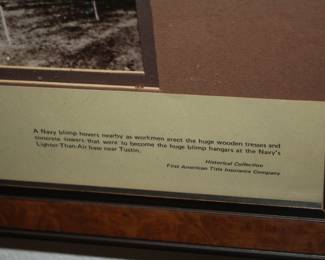 A Navy blimp hovers nearby as workmen erect the huge wooden tresses and
concrete towers that were to become the huge blimp hangars at the Navy's
Lighter-Than-Air base near Tustin.
Historical Collection
First American Title Insurance Company